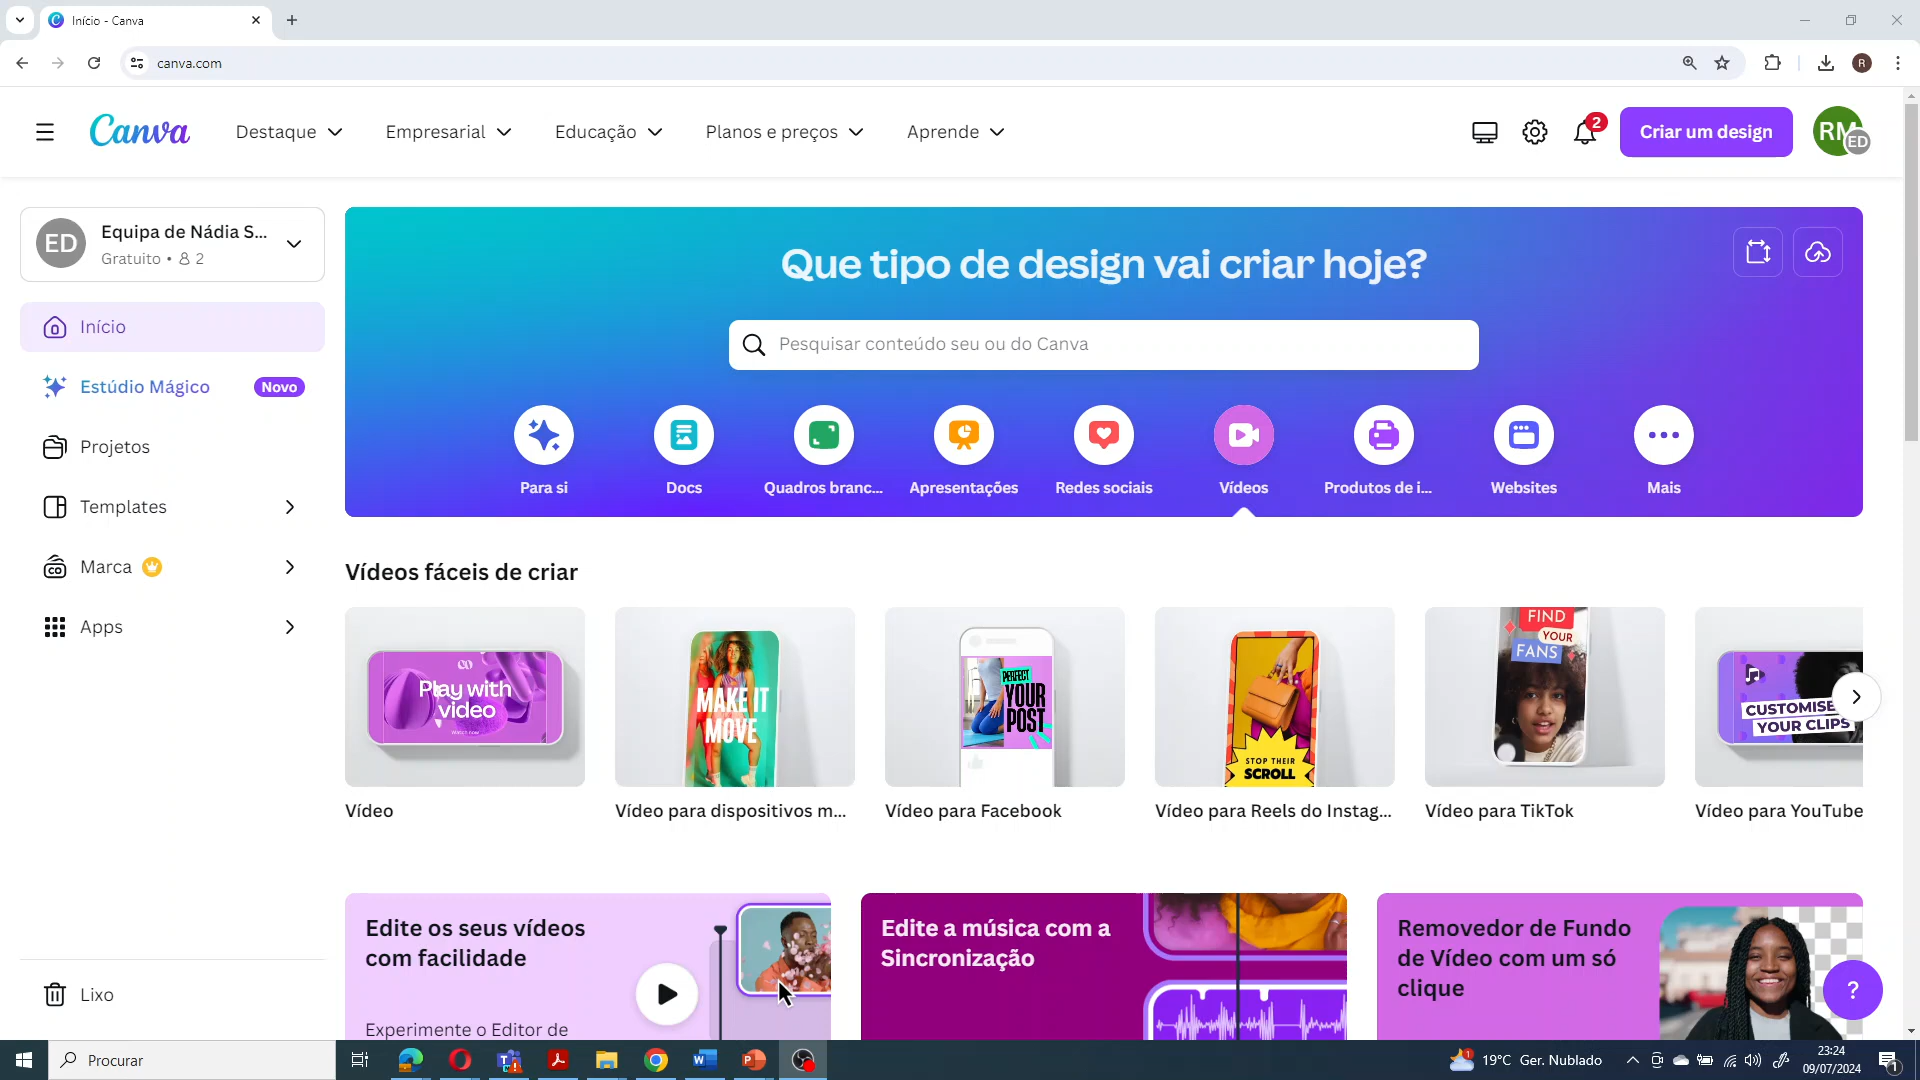 Início - Canva
canva.com
R
Canva
Destaque
Empresarial
Educação
Planos e preços
Aprende
2
Criar um design
RM
ED
ED
Equipa de Nádia S...
Gratuito • 2
Início
Estúdio Mágico
Novo
Projetos
Templates
Marca
Apps
Lixo
Que tipo de design vai criar hoje?
Pesquisar conteúdo seu ou do Canva
Para si
Docs
Quadros branc...
Apresentações
Redes sociais
Vídeos
Produtos de i...
Websites
Mais
Vídeos fáceis de criar
Play with
video
Watch now
MAKE IT
MOVE
PERFECT
YOUR
POST
STOP THEIR
SCROLL
FIND
YOUR
FANS
CUSTOMISE
YOUR CLIPS
Vídeo
Vídeo para dispositivos m...
Vídeo para Facebook
Vídeo para Reels do Instag...
Vídeo para TikTok
Vídeo para YouTube
Edite os seus vídeos
com facilidade
Experimente o Editor de
Edite a música com a
Sincronização
Removedor de Fundo
de Vídeo com um só
clique
?
Procurar
1
19°C Ger. Nublado
23:24
09/07/2024
1